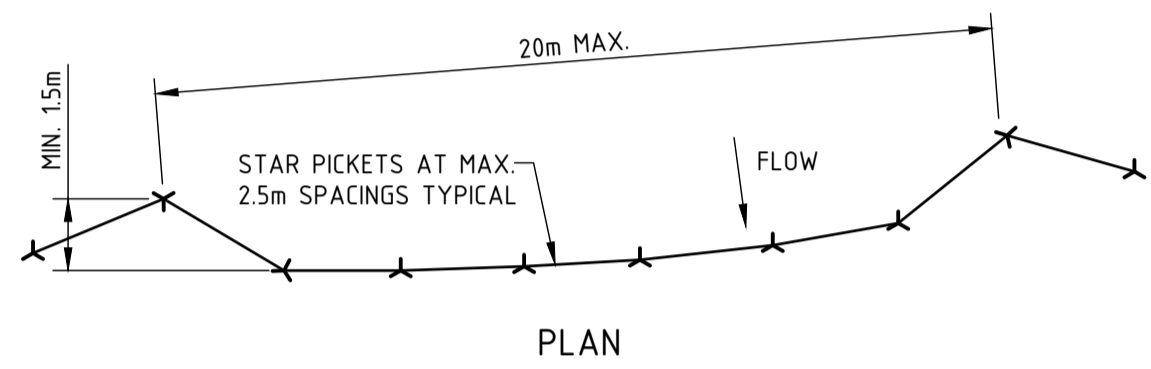 20m MAX.
MIN. 1.5m
STAR PICKETS AT MAX.
2.5m SPACINGS TYPICAL
FLOW
PLAN